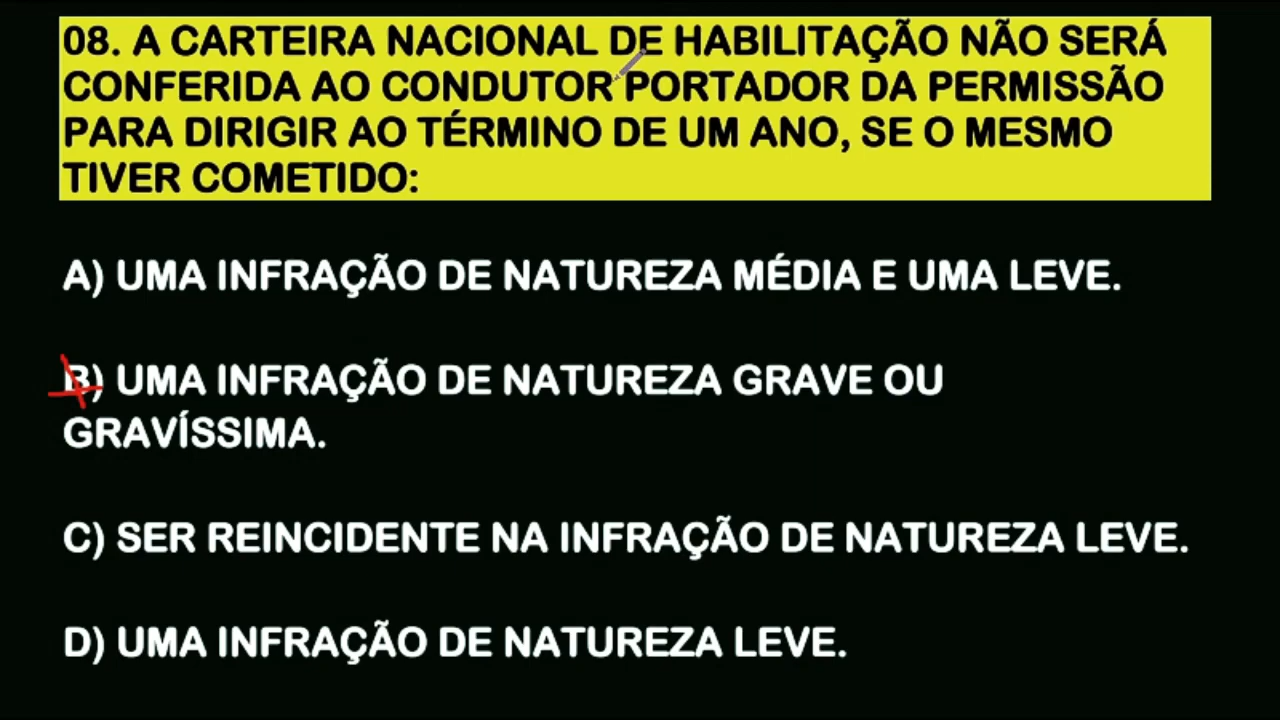 08. A CARTEIRA NACIONAL DE HABILITAÇÃO NÃO SERÁ
CONFERIDA AO CONDUTOR PORTADOR DA PERMISSÃO
PARA DIRIGIR AO TÉRMINO DE UM ANO, SE O MESMO
TIVER COMETIDO:
A) UMA INFRAÇÃO DE NATUREZA MÉDIA E UMA LEVE.
B) UMA INFRAÇÃO DE NATUREZA GRAVE OU
GRAVÍSSIMA.
C) SER REINCIDENTE NA INFRAÇÃO DE NATUREZA LEVE.
D) UMA INFRAÇÃO DE NATUREZA LEVE.